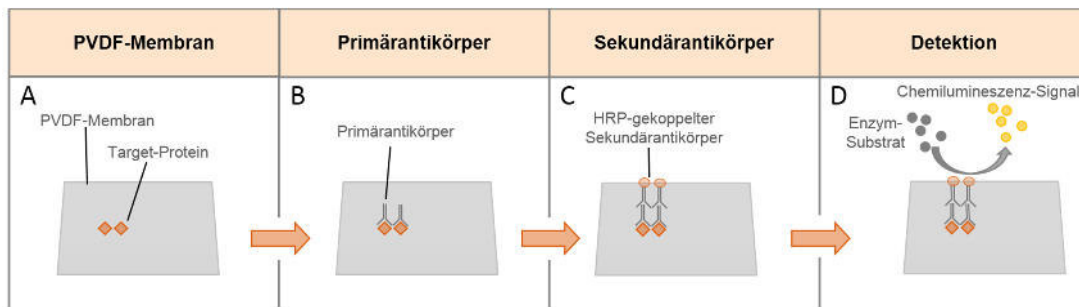 PVDF-Membran
Primärantikörper
Sekundärantikörper
Detektion
A
PVDF-Membran
Target-Protein
B
Primärantikörper
C
HRP-gekoppelter
Sekundärantikörper
D
Chemilumineszenz-Signal
Enzym-
Substrat